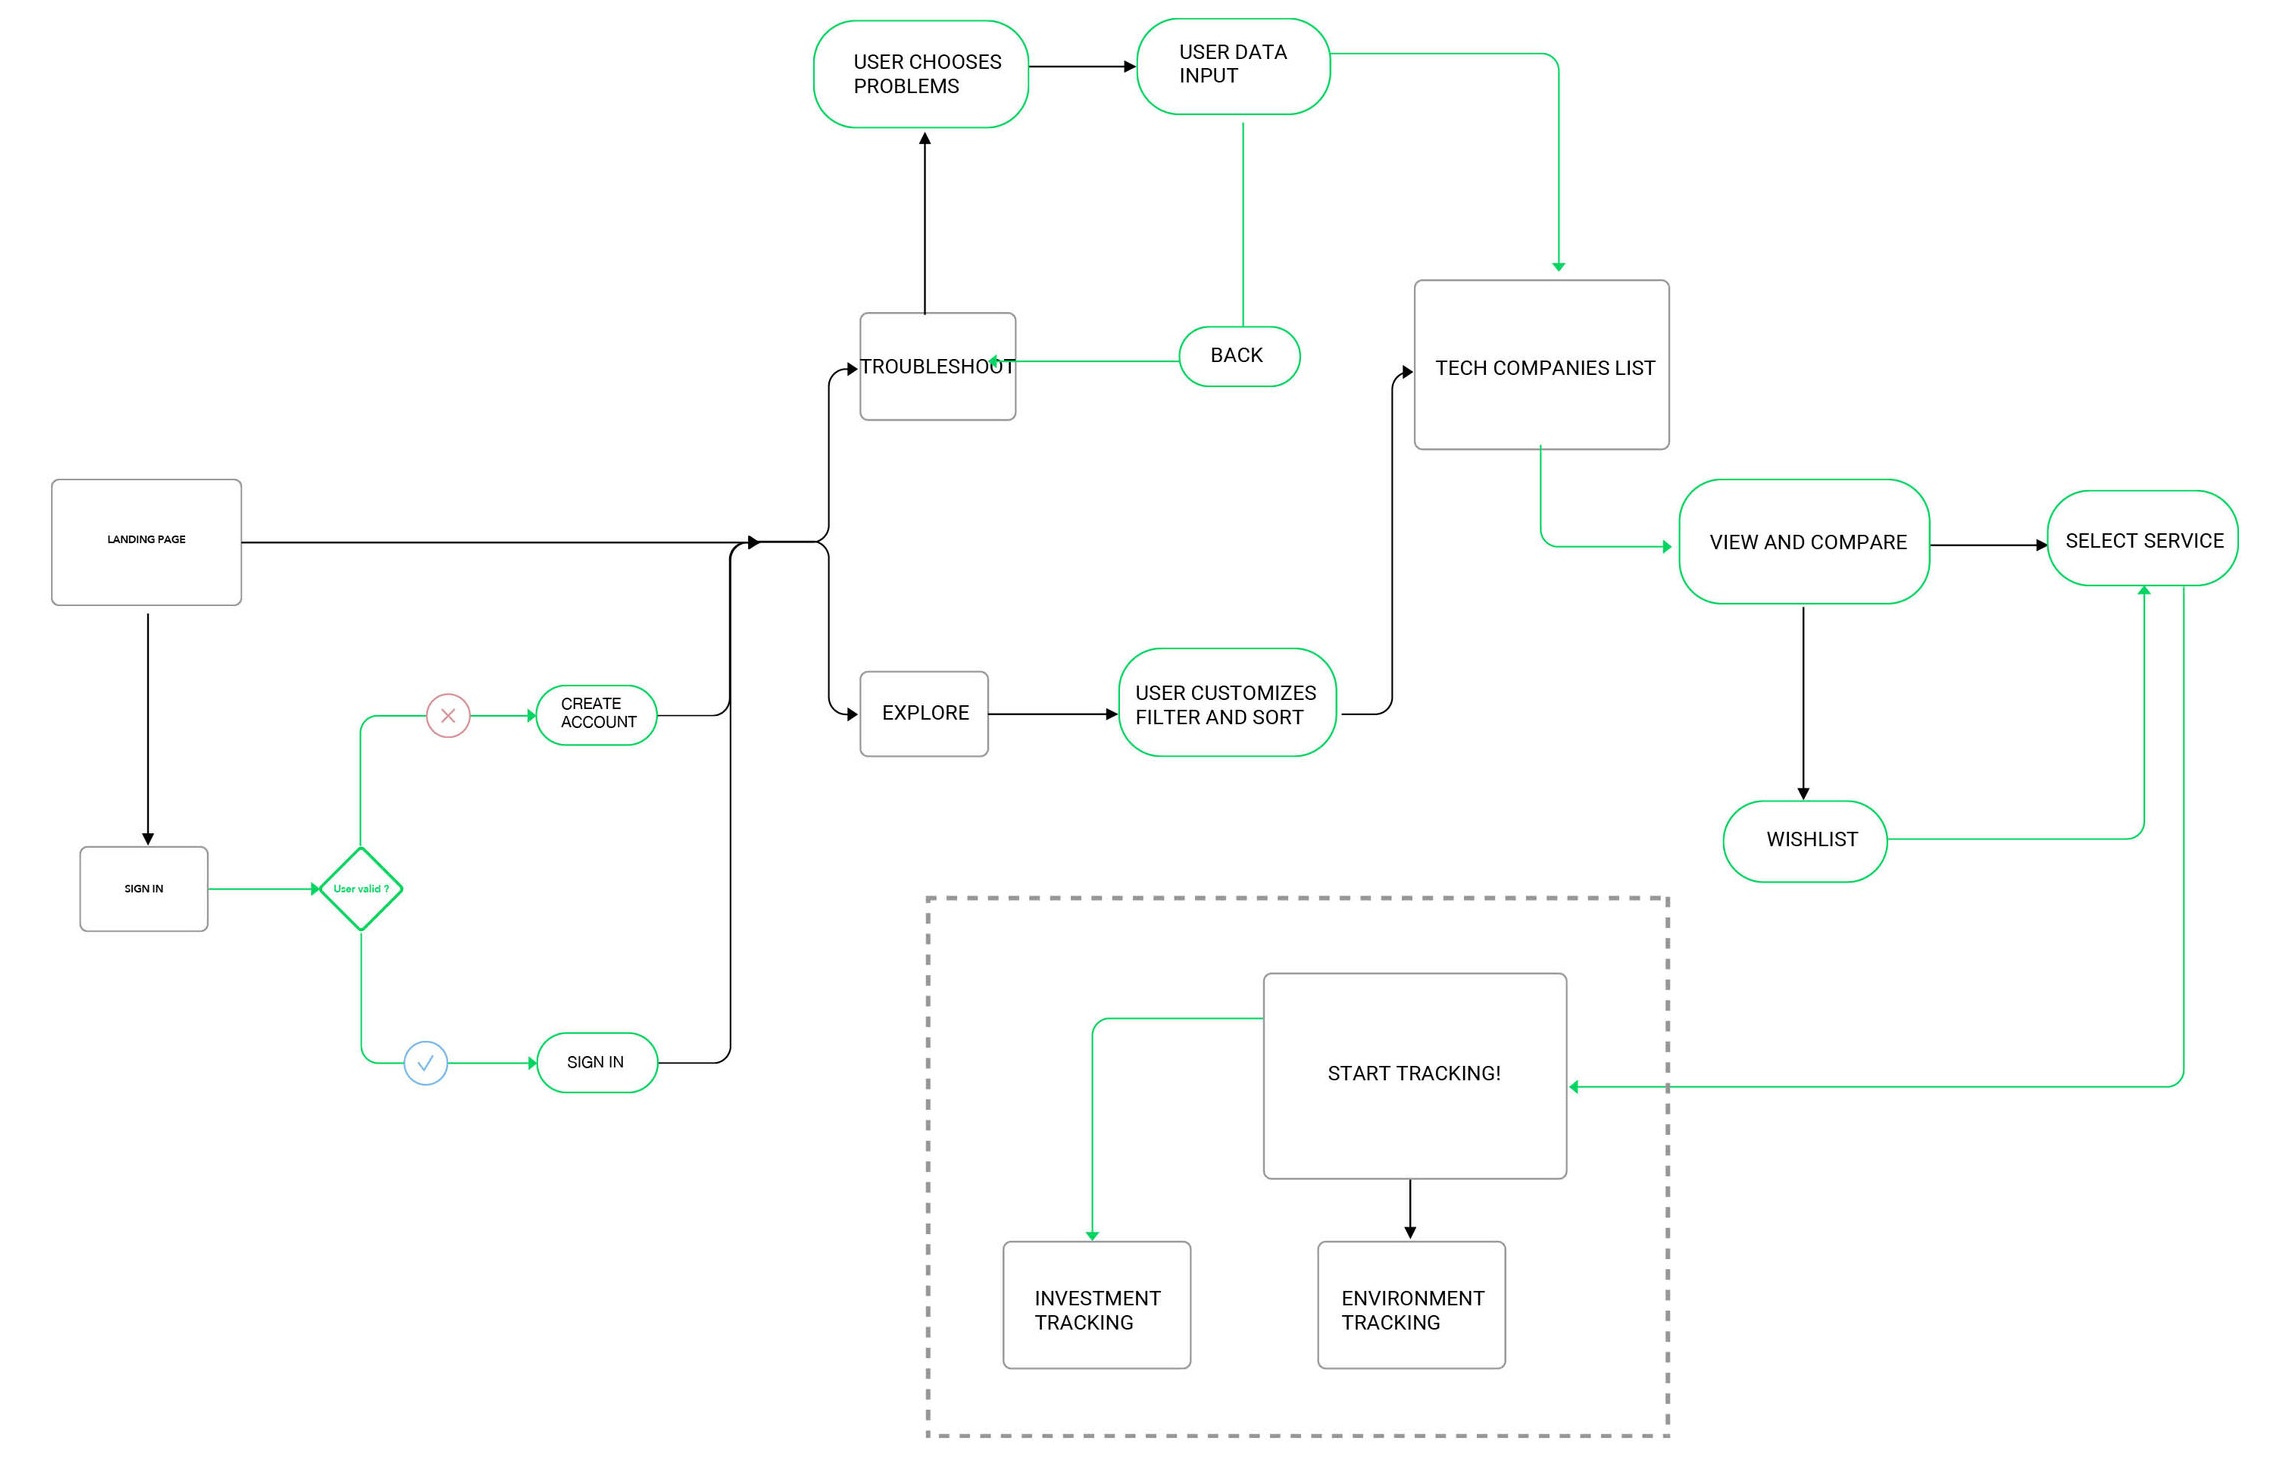 USER CHOOSES
PROBLEMS
USER DATA
INPUT
TROUBLESHOOT
BACK
TECH COMPANIES LIST
LANDING PAGE
VIEW AND COMPARE
SELECT SERVICE
CREATE
ACCOUNT
EXPLORE
USER CUSTOMIZES
FILTER AND SORT
WISHLIST
SIGN IN
User valid ?
SIGN IN
START TRACKING!
INVESTMENT
TRACKING
ENVIRONMENT
TRACKING